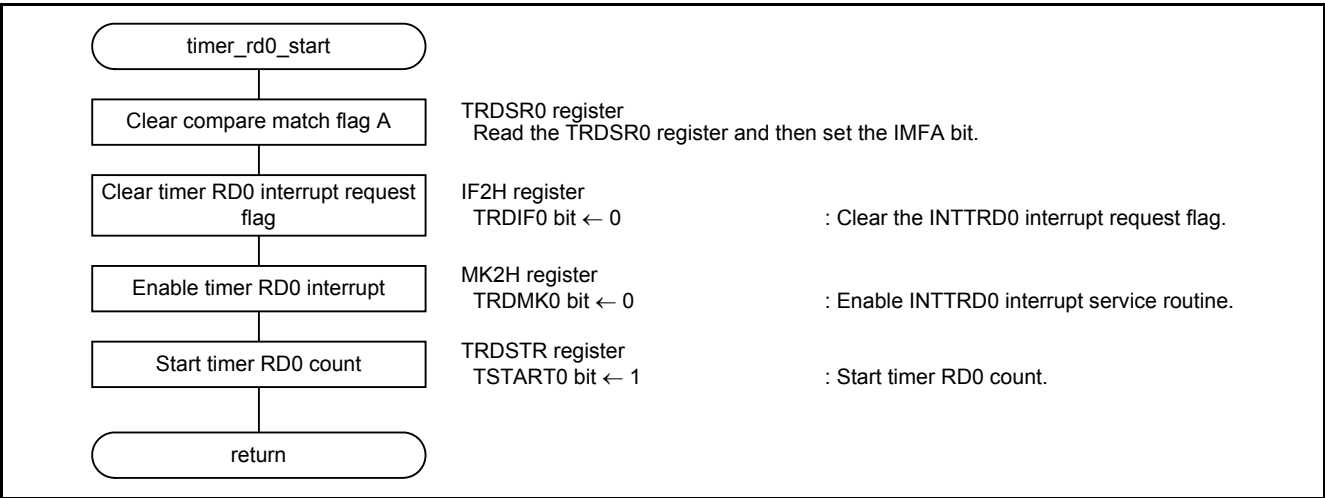 timer_rd0_start
Clear compare match flag A
TRDSR0 register
Read the TRDSR0 register and then set the IMFA bit.
Clear timer RD0 interrupt request
flag
IF2H register
TRDIF0 bit ← 0 : Clear the INTTRD0 interrupt request flag.
Enable timer RD0 interrupt
MK2H register
TRDMK0 bit ← 0 : Enable INTTRD0 interrupt service routine.
Start timer RD0 count
TRDSTR register
TSTART0 bit ← 1 : Start timer RD0 count.
return